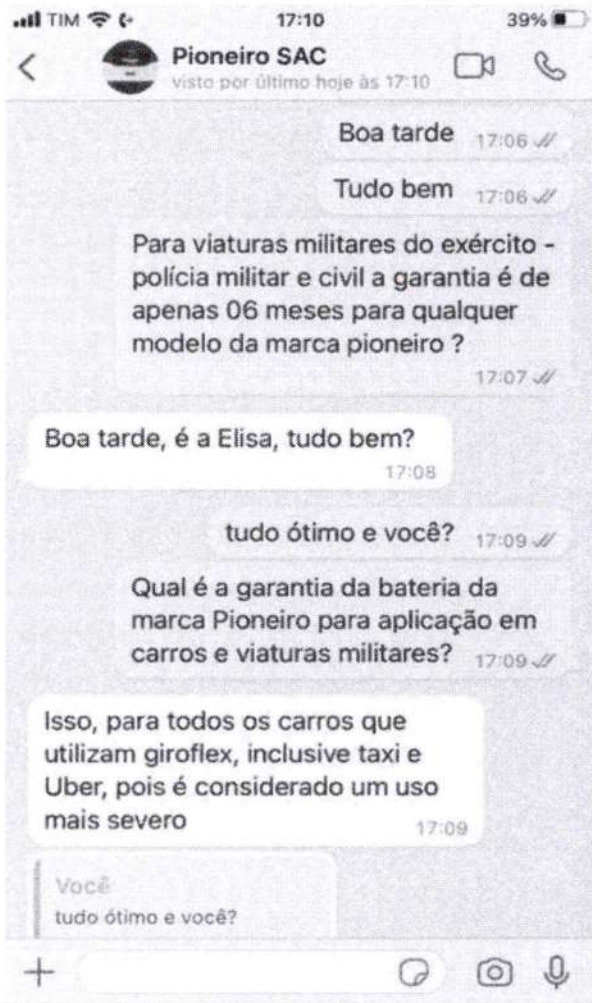 TIM 17:10 39%
Pioneiro SAC
visto por último hoje às 17:10
Boa tarde 17:06
Tudo bem 17:06
Para viaturas militares do exército -
polícia militar e civil a garantia é de
apenas 06 meses para qualquer
modelo da marca pioneiro ?
17:07
Boa tarde, é a Elisa, tudo bem?
17:08
tudo ótimo e você? 17:09
Qual é a garantia da bateria da
marca Pioneiro para aplicação em
carros e viaturas militares? 17:09
Isso, para todos os carros que
utilizam giroflex, inclusive taxi e
Uber, pois é considerado um uso
mais severo 17:09
Você
tudo ótimo e você?